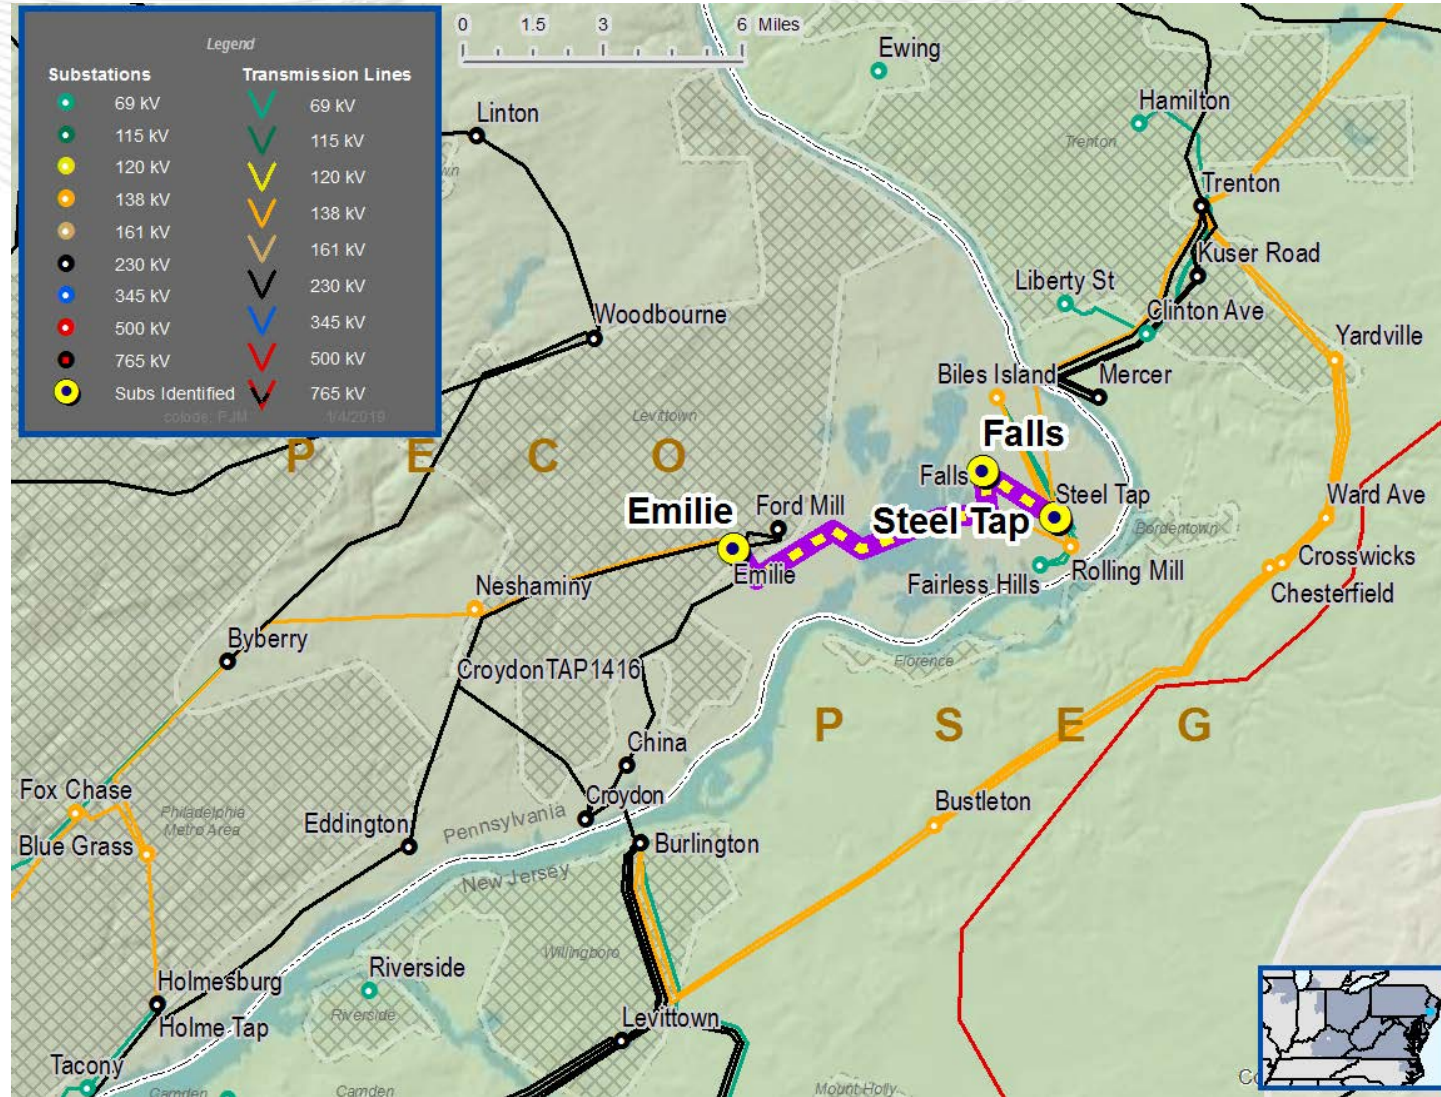 Legend
Substations
Transmission Lines
69 kV
69 kV
115 kV
115 kV
120 kV
120 kV
138 kV
138 kV
161 kV
161 kV
230 kV
230 kV
345 kV
345 kV
500 kV
500 kV
765 kV
765 kV
Subs Identified
1/4/2019
0 1.5 3 6 Miles
Ewing
Linton
Hamilton
Trenton
Trenton
Kuser Road
Liberty St
Clinton Ave
Woodbourne
Yardville
Biles Island
Mercer
Levittown
Falls
P E C O
Falls
Steel Tap
Ward Ave
Emilie
Ford Mill
Steel Tap
Bordentown
Crosswicks
Emilie
Neshaminy
Fairless Hills
Rolling Mill
Chesterfield
Byberry
Florence
CroydonTAP1416
P S E G
China
Fox Chase
Croydon
Bustleton
Philadelphia
Metro Area
Eddington
Pennsylvania
Blue Grass
Burlington
New Jersey
Willingboro
Riverside
Holmesburg
Riverside
Holme Tap
Levittown
Tacony
Camden
Camden
Mount Holly